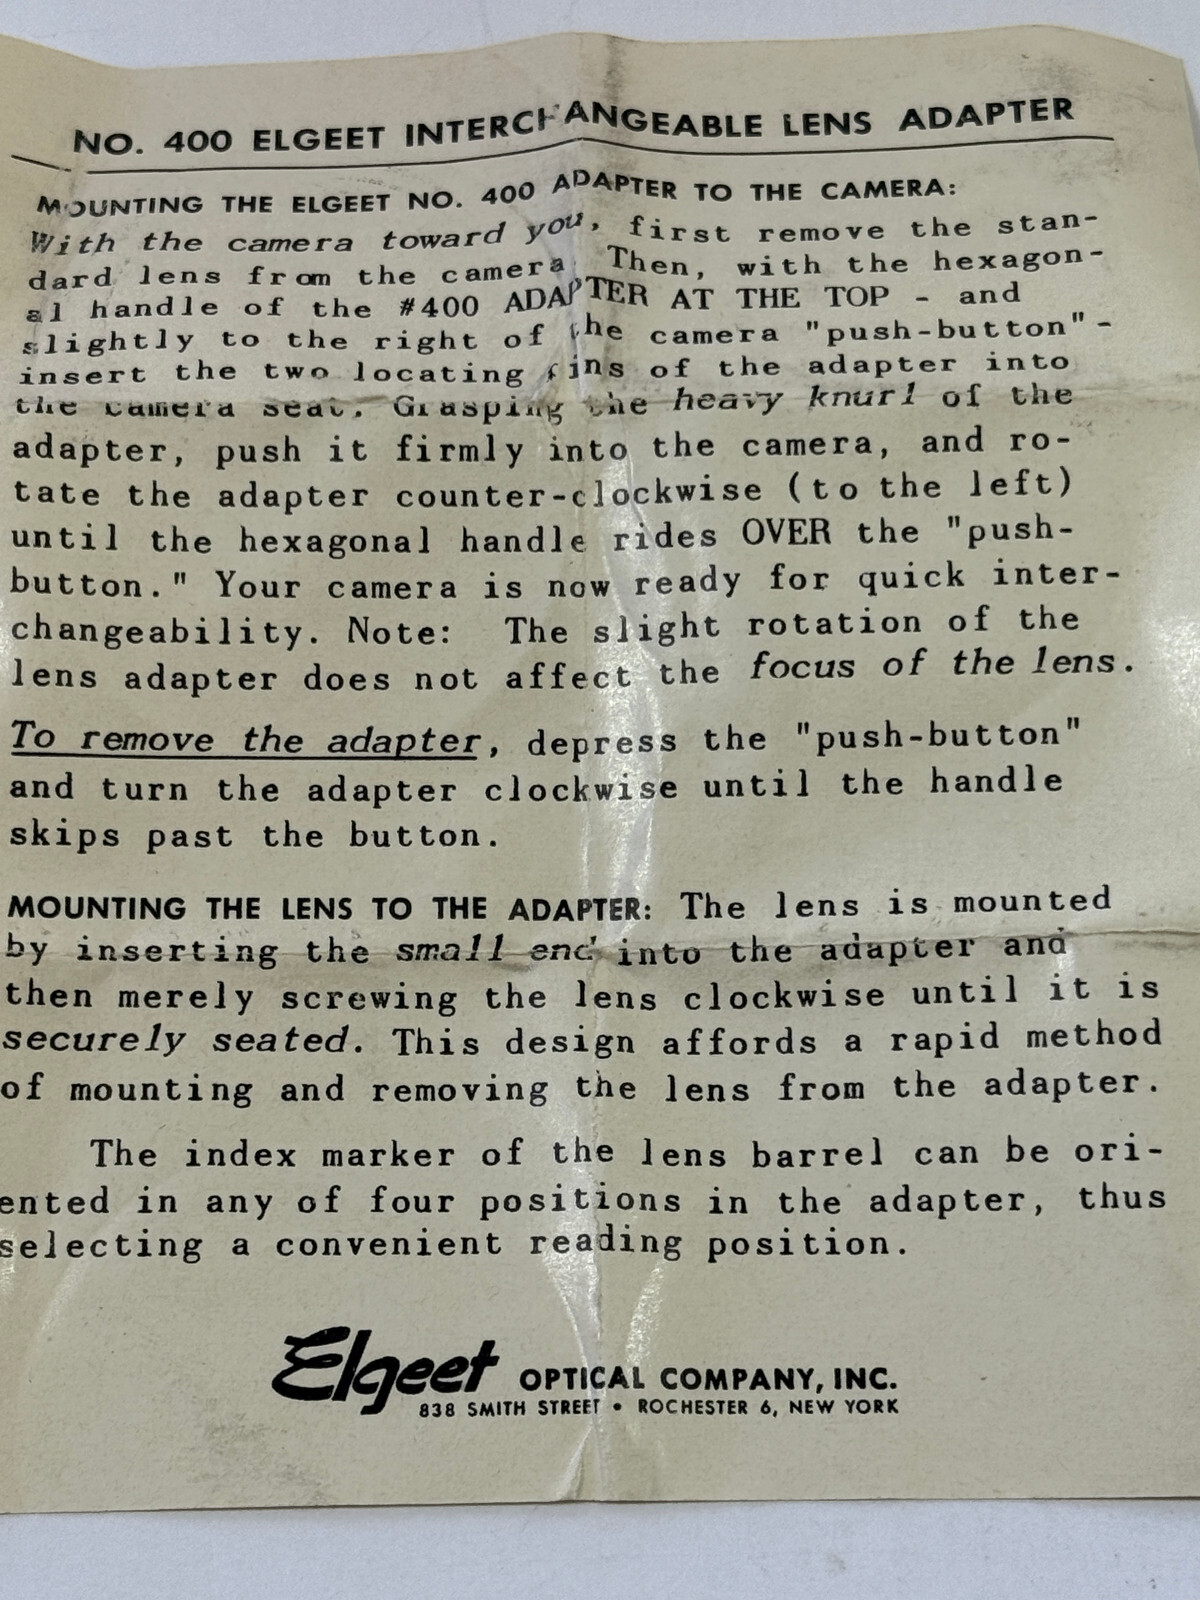 NO. 400 ELGEET INTERCHANGEABLE LENS ADAPTER
MOUNTING THE ELGEET NO. 400 ADAPTER TO THE CAMERA:
With the camera toward you, first remove the stan-
dard lens from the camera. Then, with the hexagon-
al handle of the #400 ADAPTER AT THE TOP - and
slightly to the right of the camera "push-button"-
insert the two locating fins of the adapter into
the camera seat. Grasping the heavy knurl of the
adapter, push it firmly into the camera, and ro-
tate the adapter counter-clockwise (to the left)
until the hexagonal handle rides OVER the "push-
button." Your camera is now ready for quick inter-
changeability. Note: The slight rotation of the
lens adapter does not affect the focus of the lens.
To remove the adapter, depress the "push-button"
and turn the adapter clockwise until the handle
skips past the button.
MOUNTING THE LENS TO THE ADAPTER: The lens is mounted
by inserting the small end into the adapter and
then merely screwing the lens clockwise until it is
securely seated. This design affords a rapid method
of mounting and removing the lens from the adapter.
The index marker of the lens barrel can be ori-
ented in any of four positions in the adapter, thus
selecting a convenient reading position.
Elgeet OPTICAL COMPANY, INC.
838 SMITH STREET • ROCHESTER 6, NEW YORK